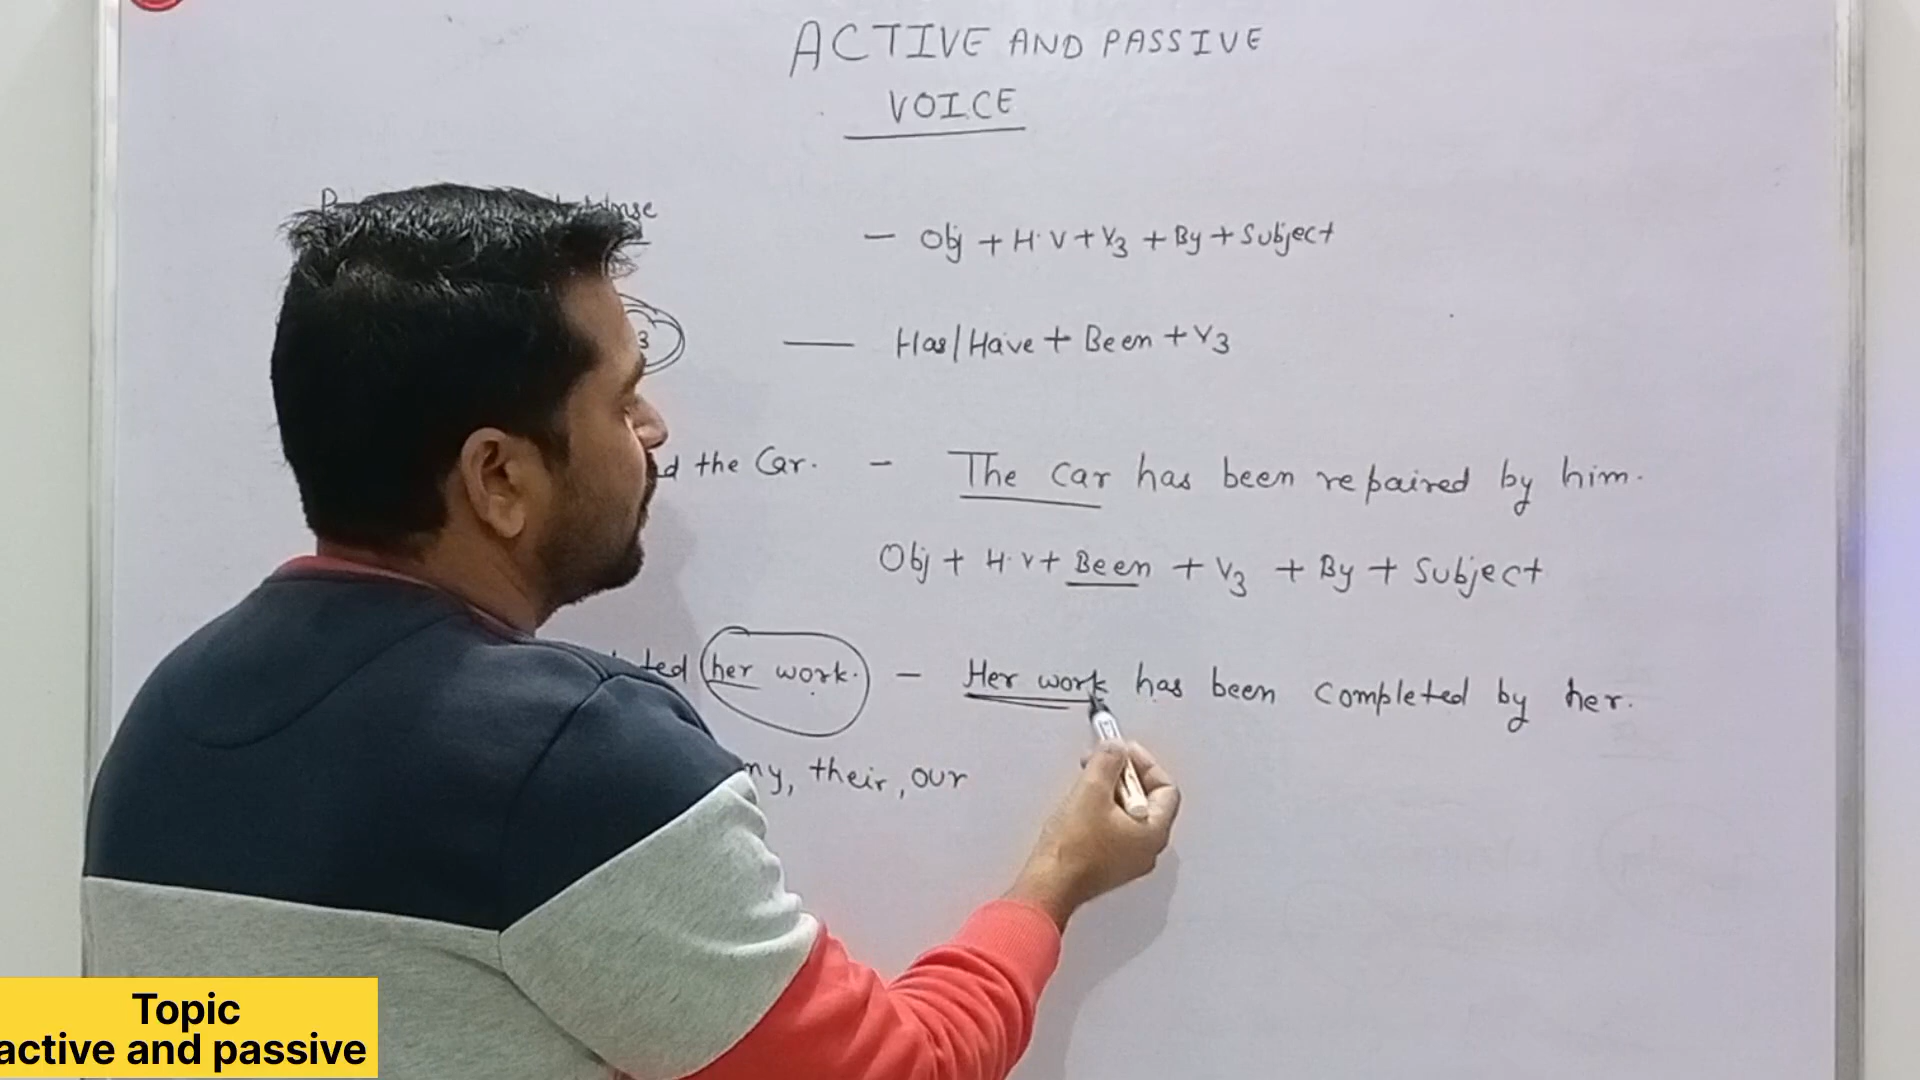 ACTIVE AND PASSIVE
VOICE
- Obj + H.V + V3 + By + Subject
3 — Has/Have + Been + V3
the Car. - The car has been repaired by him.
Obj + H.V + Been + V3 + By + Subject
her work. - Her work has been completed by her.
my, their, our
Topic
active and passive